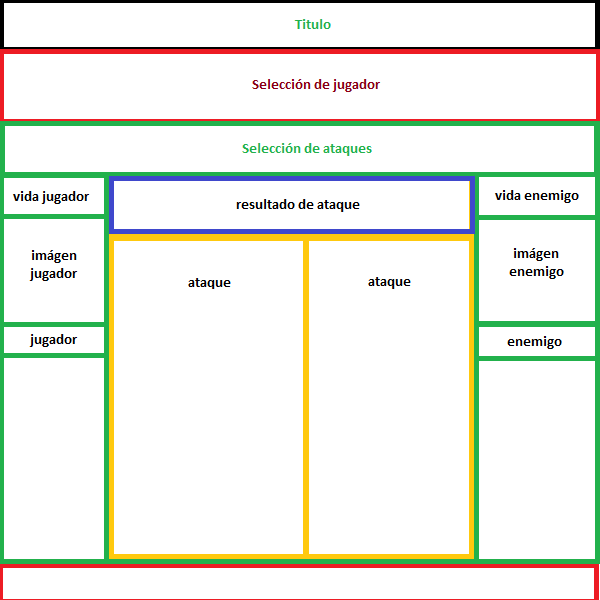 Titulo
Selección de jugador
Selección de ataques
vida jugador
resultado de ataque
vida enemigo
imágen
jugador
ataque
ataque
imágen
enemigo
jugador
enemigo